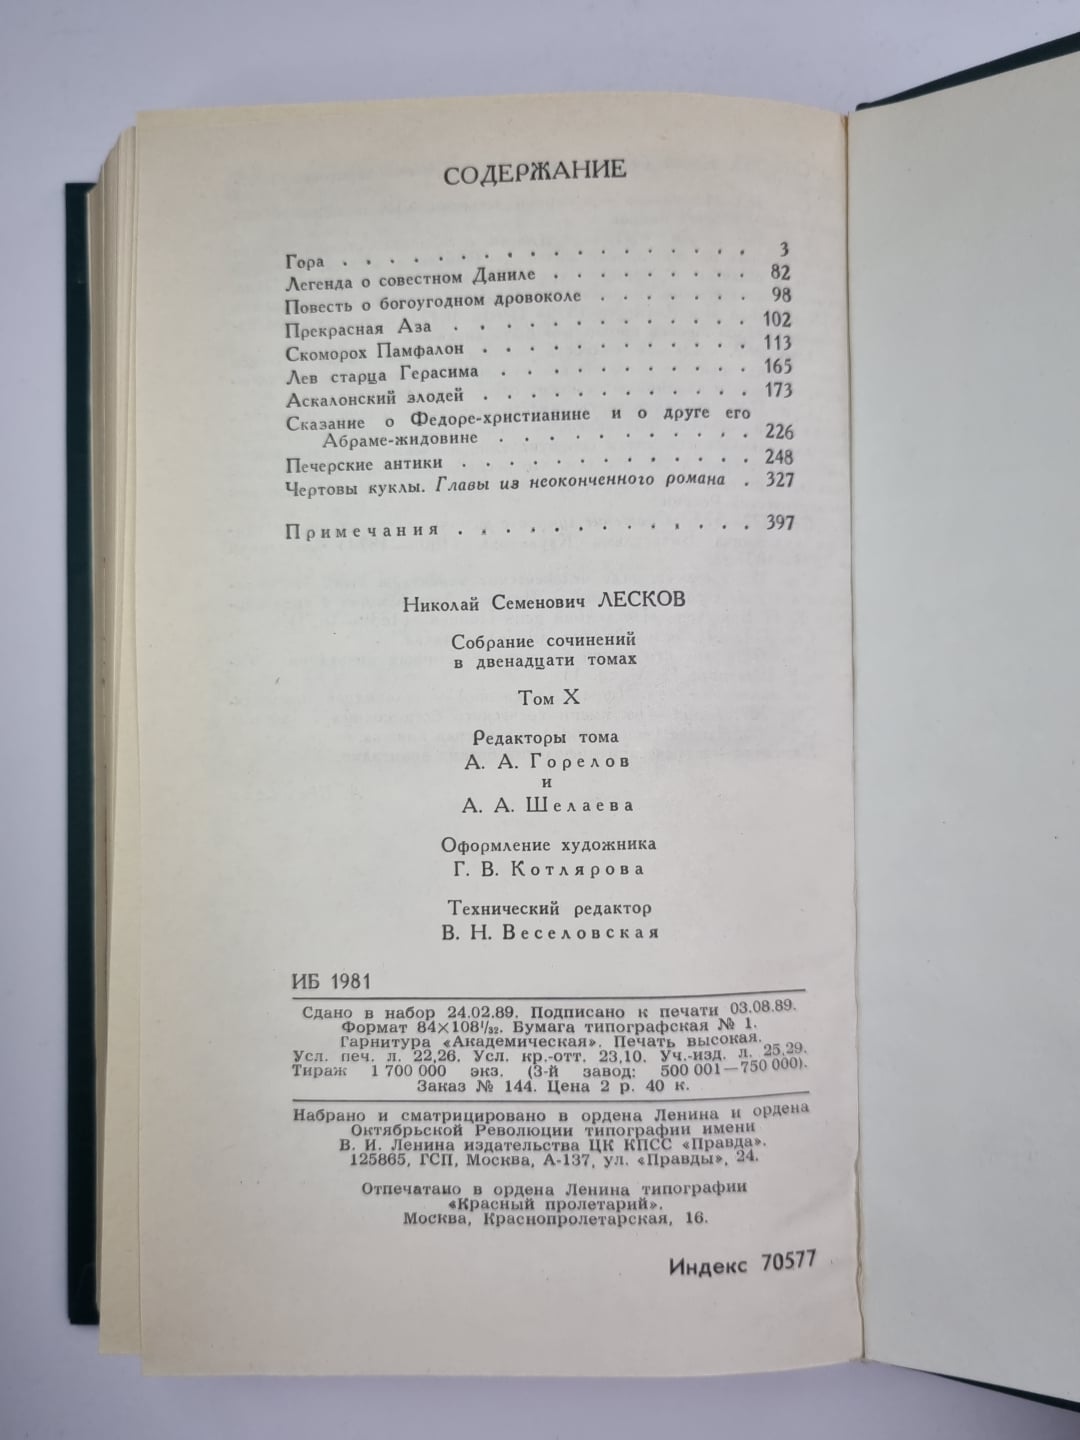 СОДЕРЖАНИЕ
Гора . . . . . . . . . . . . . . . . . . 3
Легенда о совестном Даниле . . . . . . . . . 82
Повесть о богоугодном дровоколе . . . . . . . 98
Прекрасная Аза . . . . . . . . . . . . . 102
Скоморох Памфалон . . . . . . . . . . . . 113
Лев старца Герасима . . . . . . . . . . . 165
Аскалонский злодей . . . . . . . . . . . . 173
Сказание о Федоре-христианине и о друге его
Абраме-жидовине . . . . . . . . . . . 226
Печерские антики . . . . . . . . . . . . . 248
Чертовы куклы. Главы из неоконченного романа . 327
Примечания . . . . . . . . . . . . 397
Николай Семенович ЛЕСКОВ
Собрание сочинений
в двенадцати томах
Том X
Редакторы тома
А. А. Горелов
и
А. А. Шелаева
Оформление художника
Г. В. Котлярова
Технический редактор
В. Н. Веселовская
ИБ 1981
Сдано в набор 24.02.89. Подписано к печати 03.08.89.
Формат 84×108¹/₃₂. Бумага типографская № 1.
Гарнитура «Академическая». Печать высокая.
Усл. печ. л. 22,26. Усл. кр.-отт. 23,10. Уч.-изд. л. 25,29.
Тираж 1 700 000 экз. (3-й завод: 500 001—750 000).
Заказ № 144. Цена 2 р. 40 к.
Набрано и сматрицировано в ордена Ленина и ордена
Октябрьской Революции типографии имени
В. И. Ленина издательства ЦК КПСС «Правда».
125865, ГСП, Москва, А-137, ул. «Правды», 24.
Отпечатано в ордена Ленина типографии
«Красный пролетарий».
Москва, Краснопролетарская, 16.
Индекс 70577